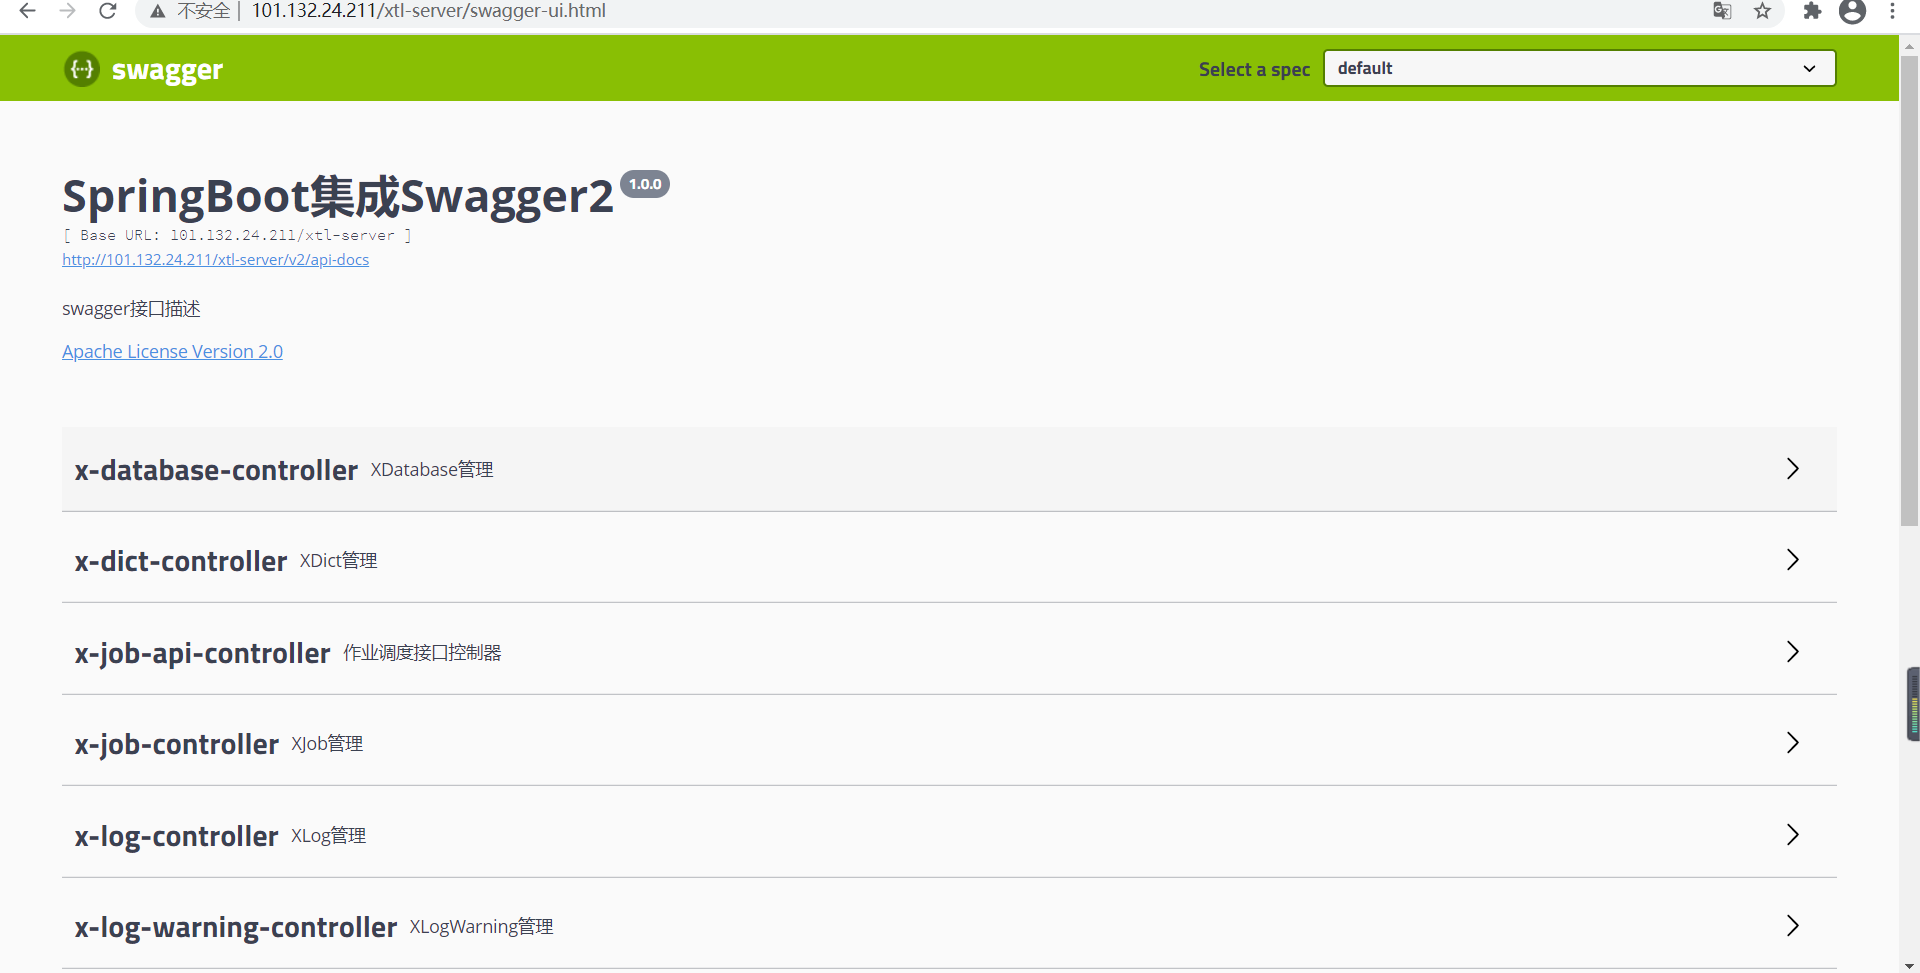 不安全 | 101.132.24.211/xtl-server/swagger-ui.html
{···} swagger
Select a spec
default
SpringBoot集成Swagger2 1.0.0
[ Base URL: 101.132.24.211/xtl-server ]
http://101.132.24.211/xtl-server/v2/api-docs
swagger接口描述
Apache License Version 2.0
x-database-controller XDatabase管理
x-dict-controller XDict管理
x-job-api-controller 作业调度接口控制器
x-job-controller XJob管理
x-log-controller XLog管理
x-log-warning-controller XLogWarning管理